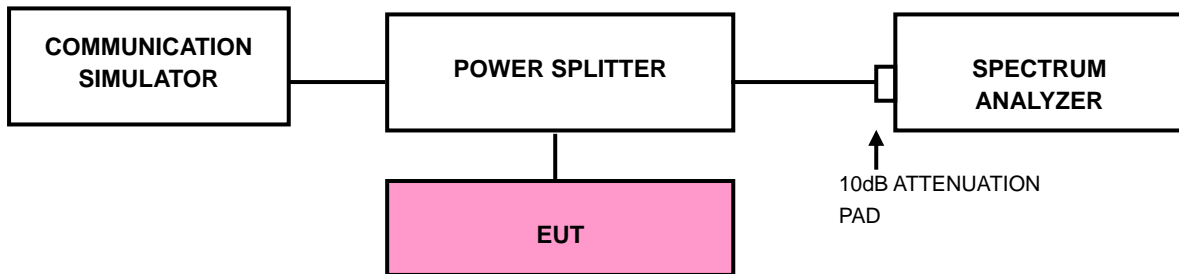 COMMUNICATION
SIMULATOR
POWER SPLITTER
SPECTRUM
ANALYZER
10dB ATTENUATION
PAD
EUT